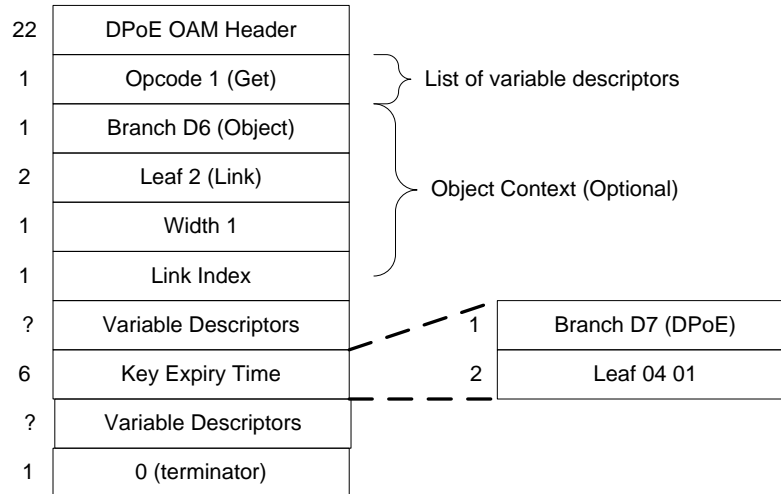 22 DPoE OAM Header
1 Opcode 1 (Get) List of variable descriptors
1 Branch D6 (Object)
2 Leaf 2 (Link) Object Context (Optional)
1 Width 1
1 Link Index
? Variable Descriptors 1 Branch D7 (DPoE)
6 Key Expiry Time 2 Leaf 04 01
? Variable Descriptors
1 0 (terminator)